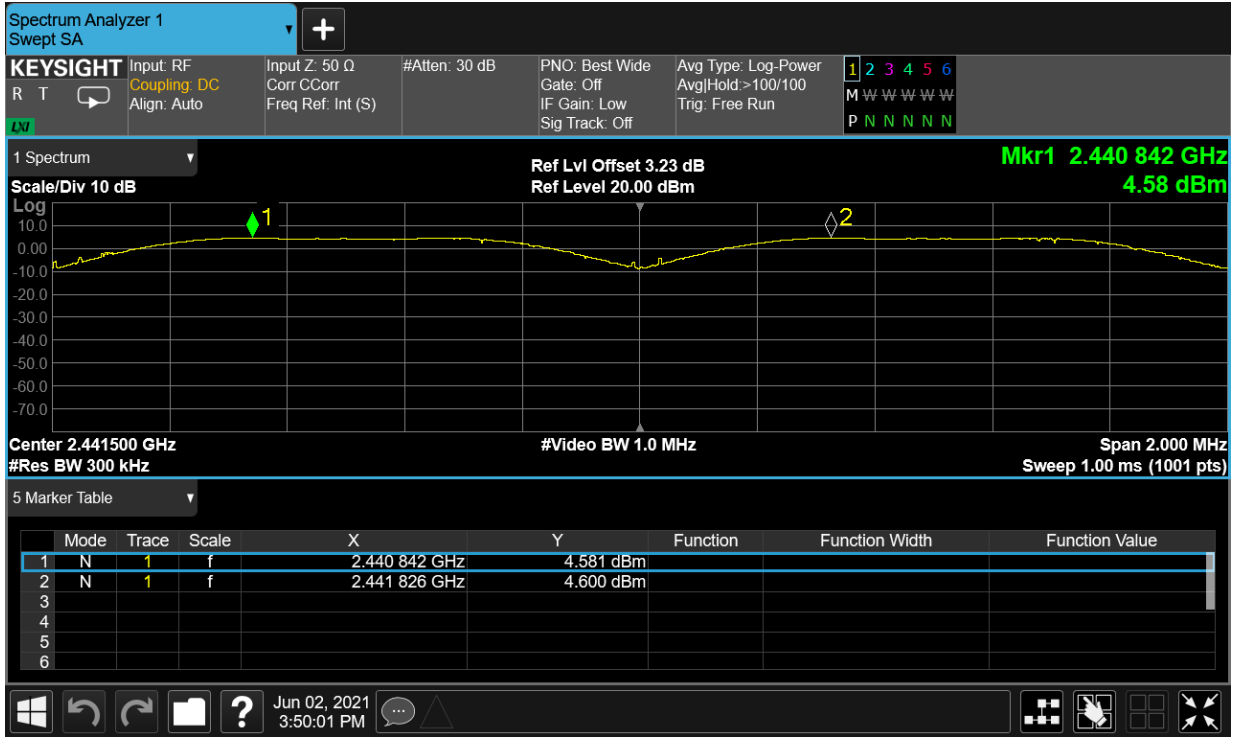 Spectrum Analyzer 1
Swept SA
KEYSIGHT
R T
LXI
Input: RF
Coupling: DC
Align: Auto
Input Z: 50 Ω
Corr CCorr
Freq Ref: Int (S)
#Atten: 30 dB
PNO: Best Wide
Gate: Off
IF Gain: Low
Sig Track: Off
Avg Type: Log-Power
Avg|Hold:>100/100
Trig: Free Run
1 2 3 4 5 6
M W W W W W
P N N N N N
1 Spectrum
Scale/Div 10 dB
Ref Lvl Offset 3.23 dB
Ref Level 20.00 dBm
Mkr1 2.440 842 GHz
4.58 dBm
Log
10.0
0.00
-10.0
-20.0
-30.0
-40.0
-50.0
-60.0
-70.0
1
2
Center 2.441500 GHz
#Res BW 300 kHz
#Video BW 1.0 MHz
Span 2.000 MHz
Sweep 1.00 ms (1001 pts)
5 Marker Table
Mode Trace Scale X Y Function Function Width Function Value
1 N 1 f 2.440 842 GHz 4.581 dBm
2 N 1 f 2.441 826 GHz 4.600 dBm
3
4
5
6
?
Jun 02, 2021
3:50:01 PM